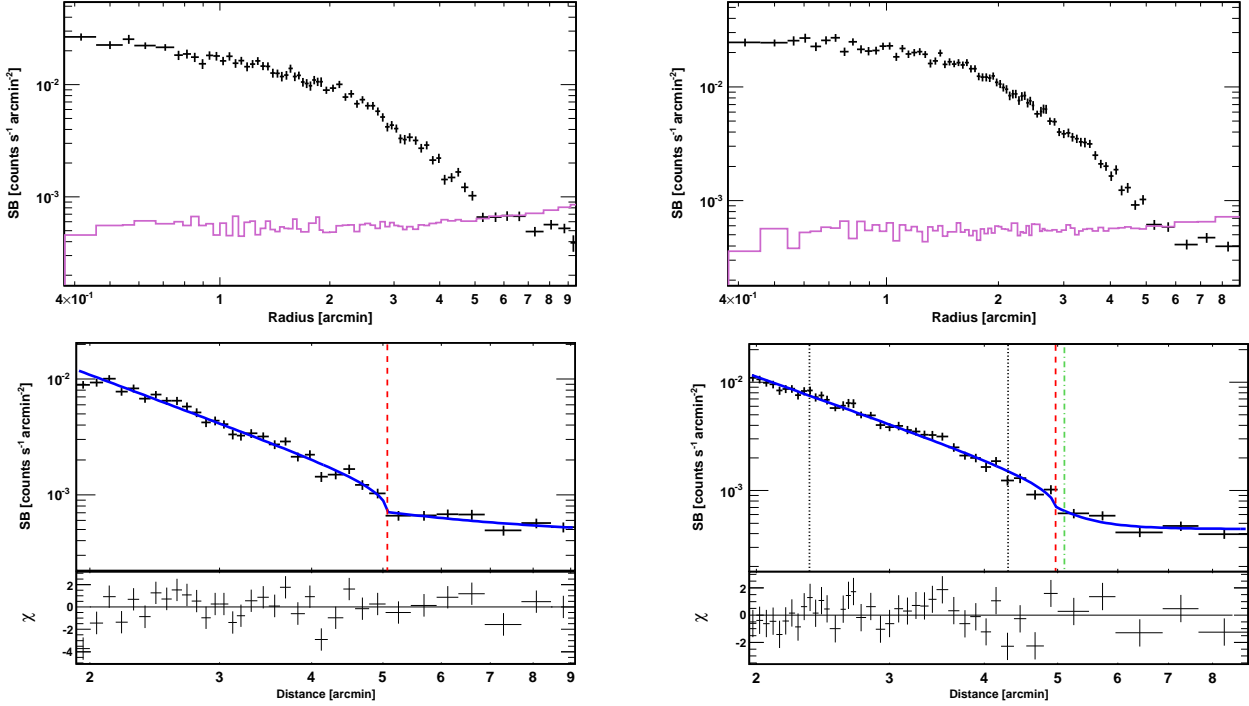 SB [counts s⁻¹ arcmin⁻²]
10⁻²
10⁻³
4×10⁻¹ 1 2 3 4 5 6 7 8 9
Radius [arcmin]
SB [counts s⁻¹ arcmin⁻²]
10⁻²
10⁻³
4×10⁻¹ 1 2 3 4 5 6 7 8
Radius [arcmin]
SB [counts s⁻¹ arcmin⁻²]
10⁻²
10⁻³
χ
2
0
-2
-4
2 3 4 5 6 7 8 9
Distance [arcmin]
SB [counts s⁻¹ arcmin⁻²]
10⁻²
10⁻³
χ
2
0
-2
2 3 4 5 6 7 8
Distance [arcmin]